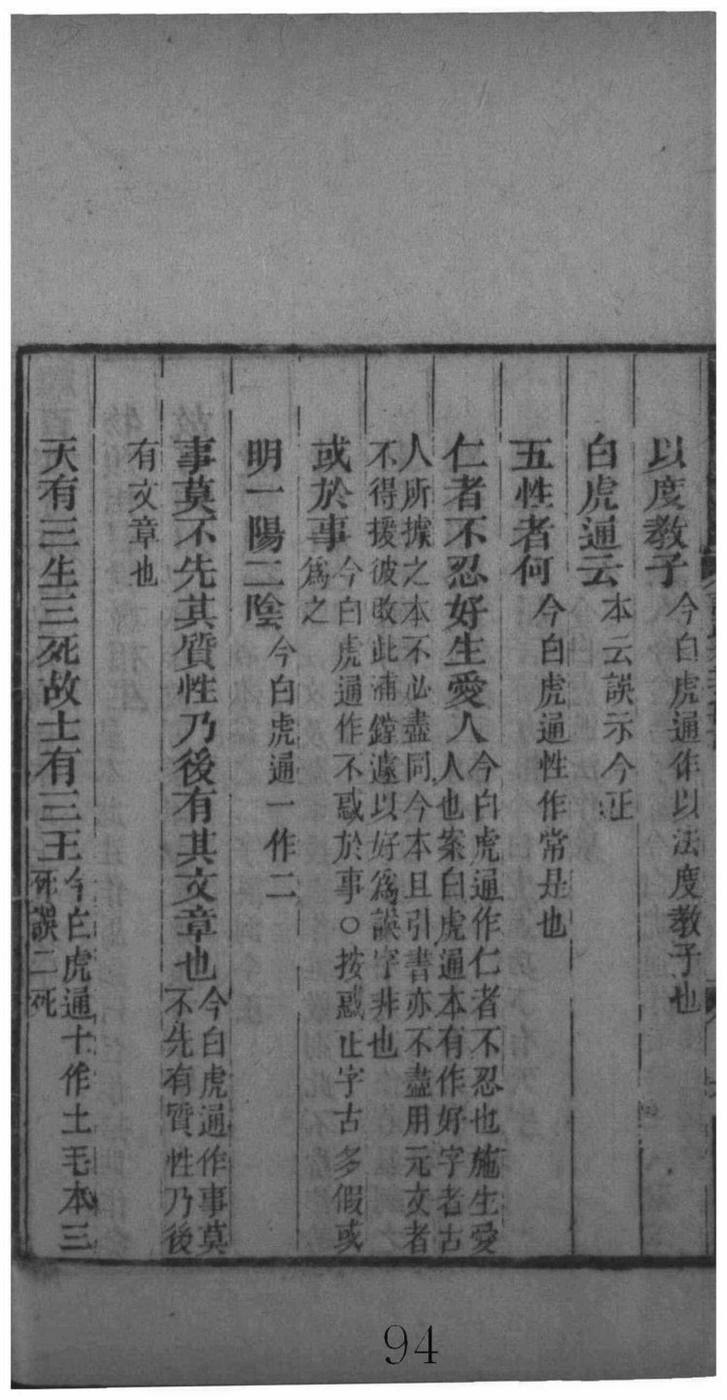 以度教子今白虎通作以法度教子也
白虎通云本云誤示今正
五性者何今白虎通性作常是也
仁者不忍好生愛人今白虎通作仁者不忍也施生愛
人也案白虎通本有作好字者古
人所據之本不必盡同今本且引書亦不盡用元文者
不得援彼改此浦鏜遽以好為誤字非也
或於事今白虎通作不惑於事○按惑正字古多假或
爲之
明一陽二陰今白虎通一作二
事莫不先其質性乃後有其文章也今白虎通作事莫
不先有質性乃後
有文章也
天有三生三死故士有三王今白虎通士作土毛本三
死誤二死
94